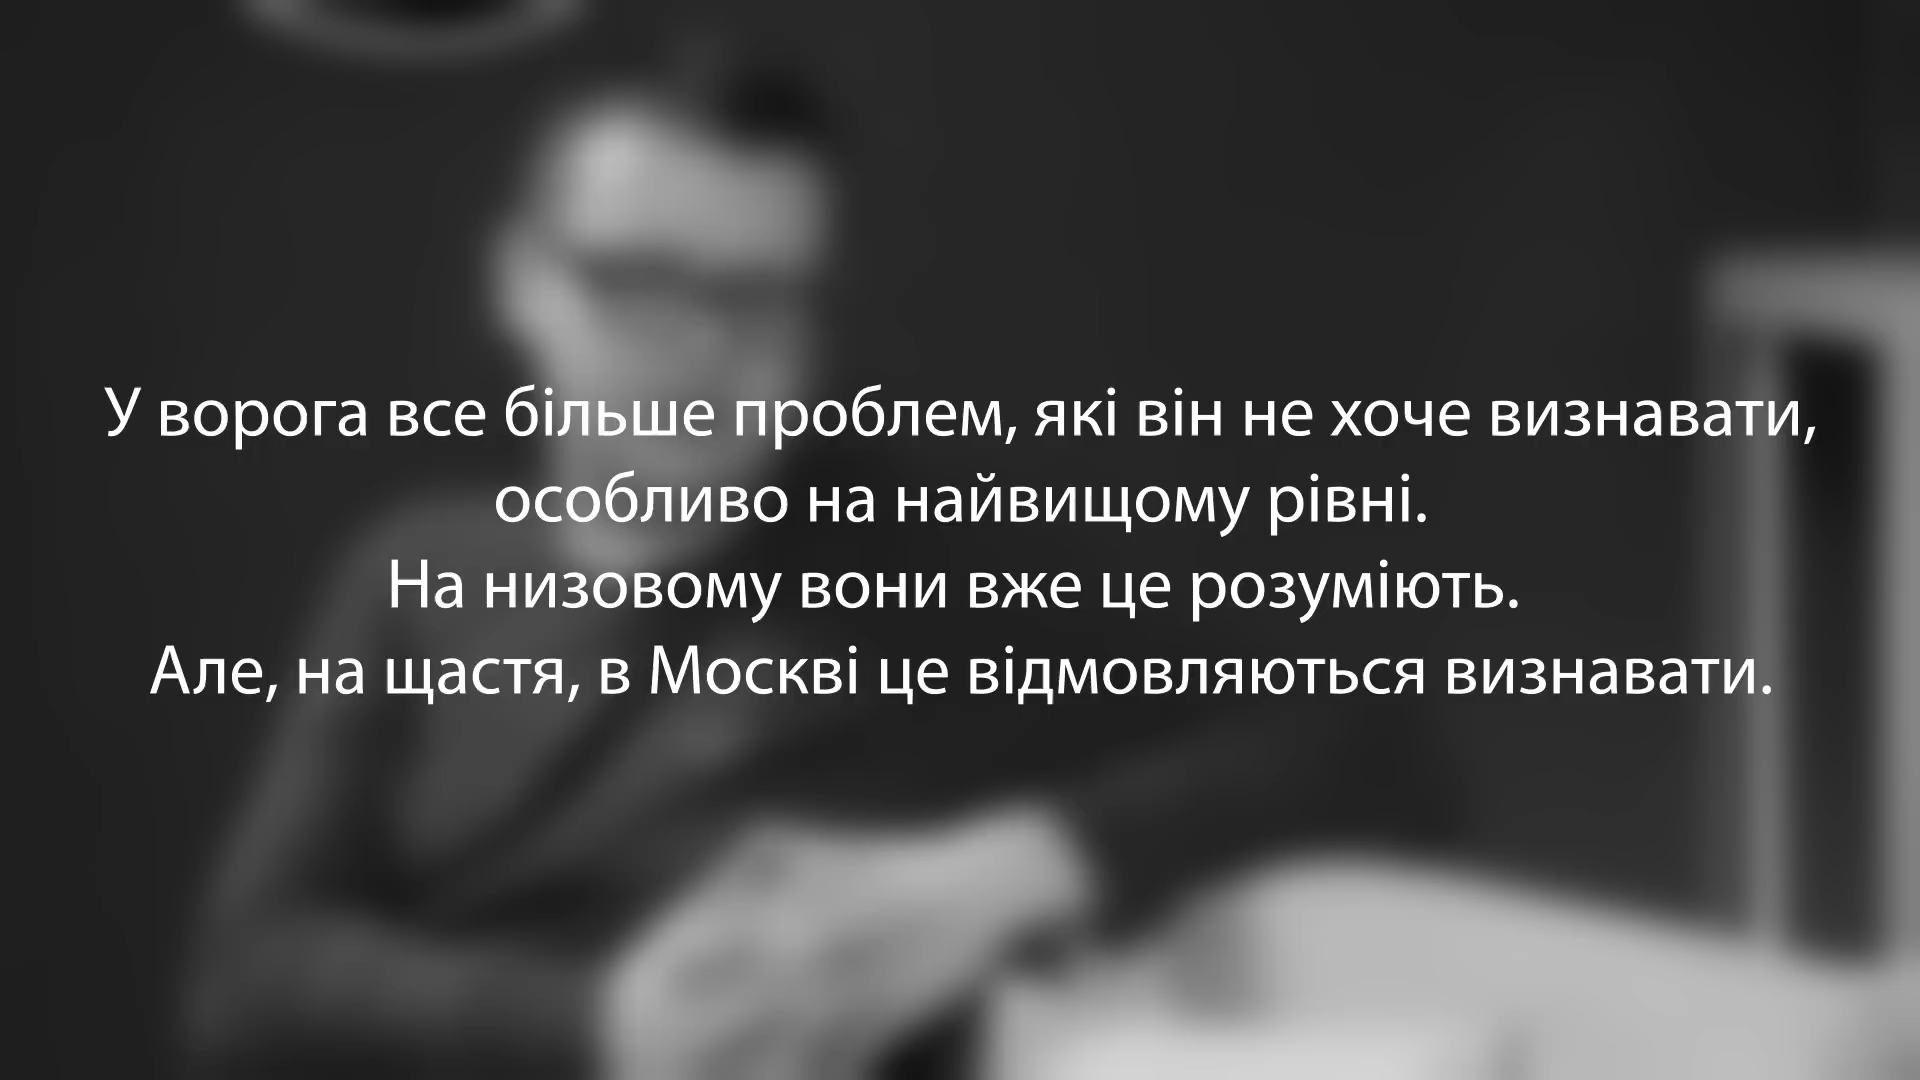 У ворога все більше проблем, які він не хоче визнавати,
особливо на найвищому рівні.
На низовому вони вже це розуміють.
Але, на щастя, в Москві це відмовляються визнавати.